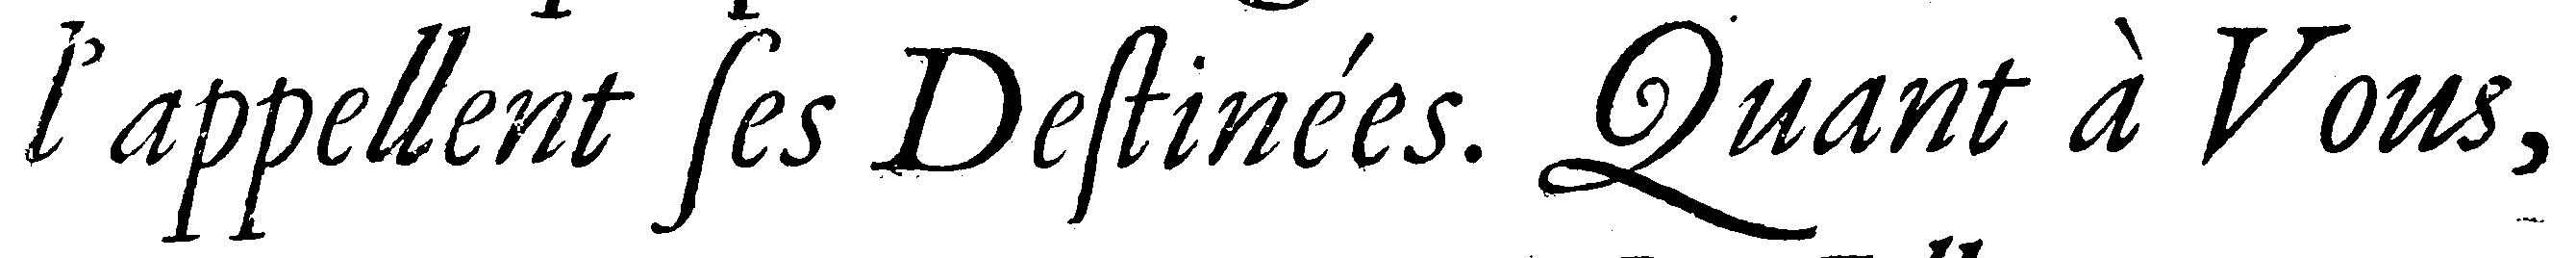 l'appellent ſes Deſtinées. Quant à Vous,